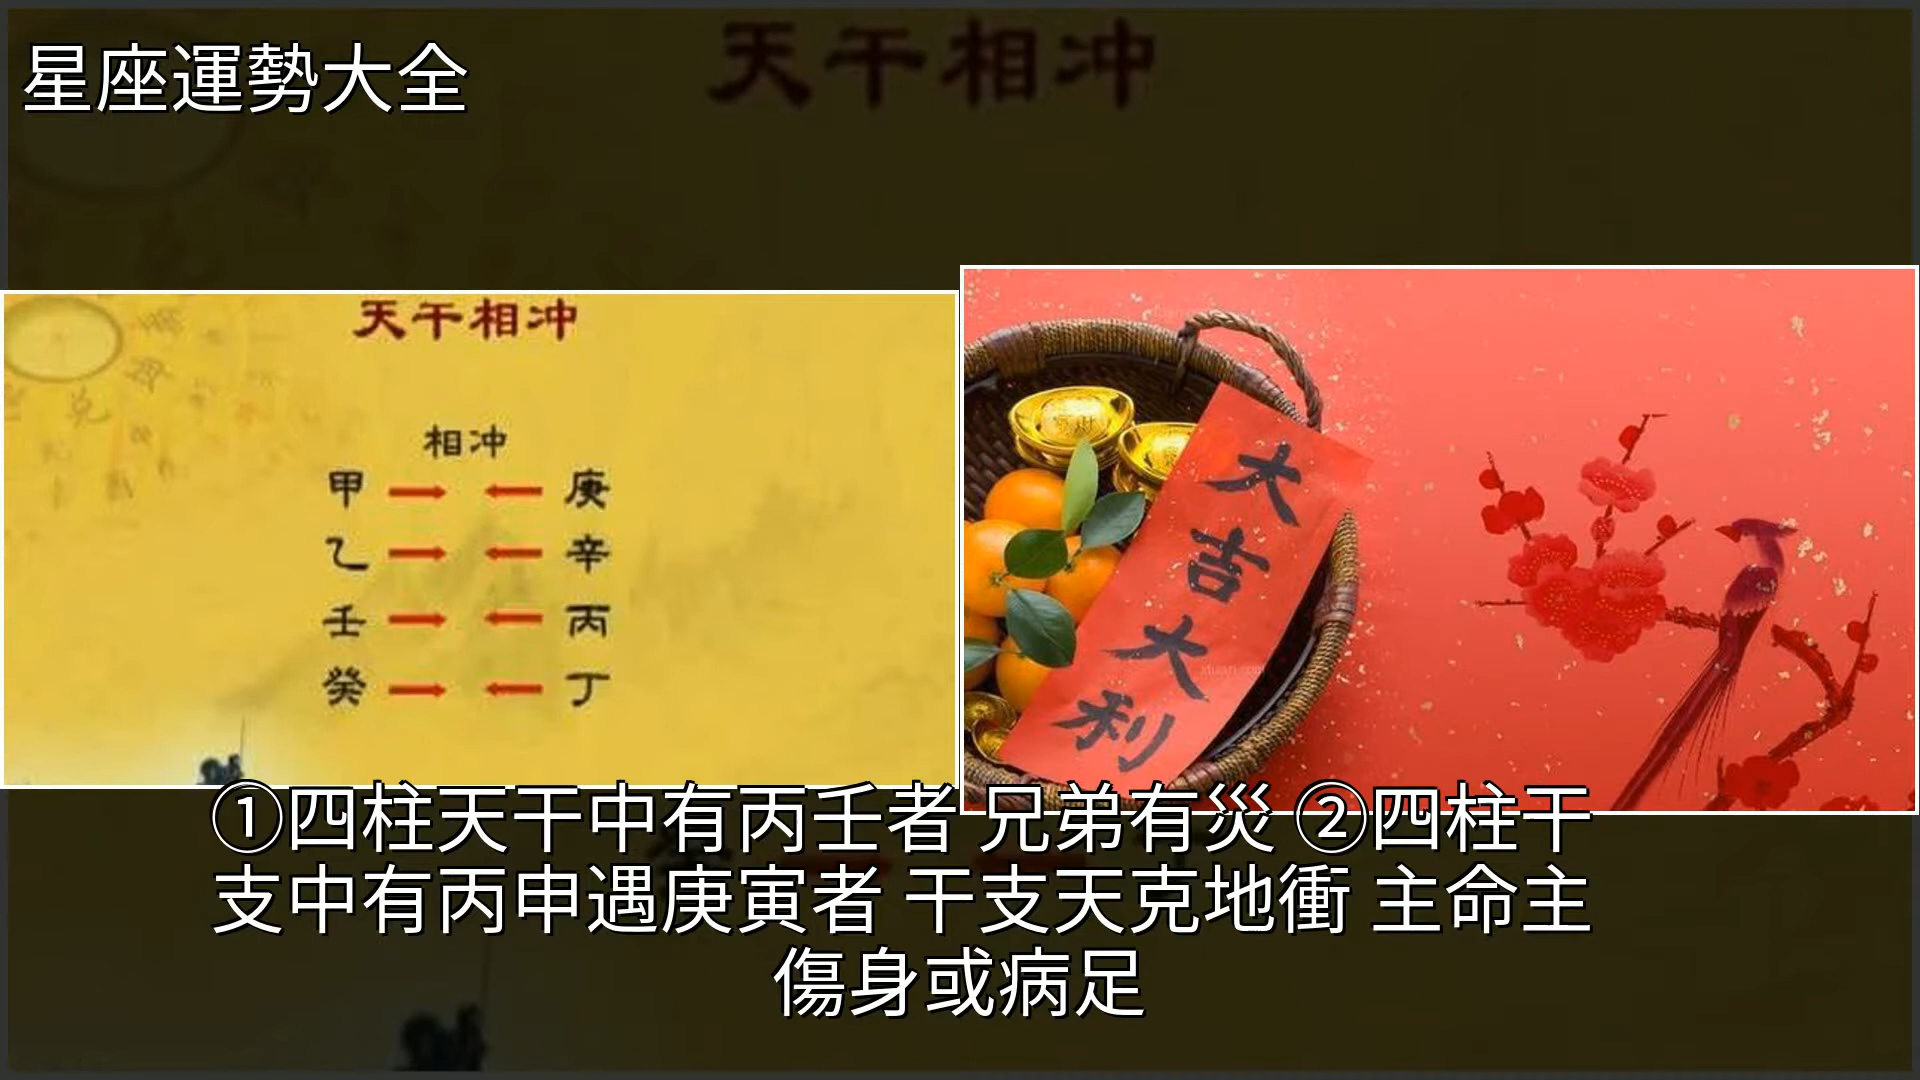 星座運勢大全
天干相冲
天干相冲
相冲
甲 庚
乙 辛
壬 丙
癸 丁
大吉大利
①四柱天干中有丙壬者 兄弟有災 ②四柱干
支中有丙申遇庚寅者 干支天克地衝 主命主
傷身或病足